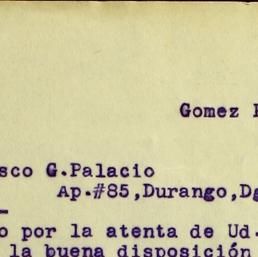 Gomez
sco G.Palacio
Ap.#85,Durango,Dg
o por la atenta de Ud.
la buena disposición